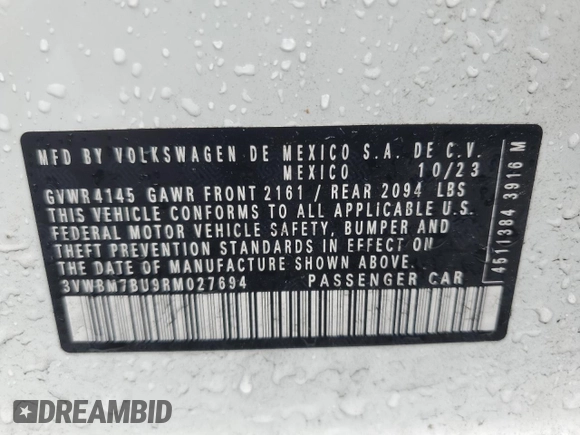 MFD BY VOLKSWAGEN DE MEXICO S.A. DE C.V.
MEXICO 10/23
GVWR 4145 GAWR FRONT 2161 / REAR 2094 LBS
THIS VEHICLE CONFORMS TO ALL APPLICABLE U.S.
FEDERAL MOTOR VEHICLE SAFETY, BUMPER AND
THEFT PREVENTION STANDARDS IN EFFECT ON
THE DATE OF MANUFACTURE SHOWN ABOVE.
3VWBM7BU9RM027694 PASSENGER CAR
4511384 3916 M
DREAMBID